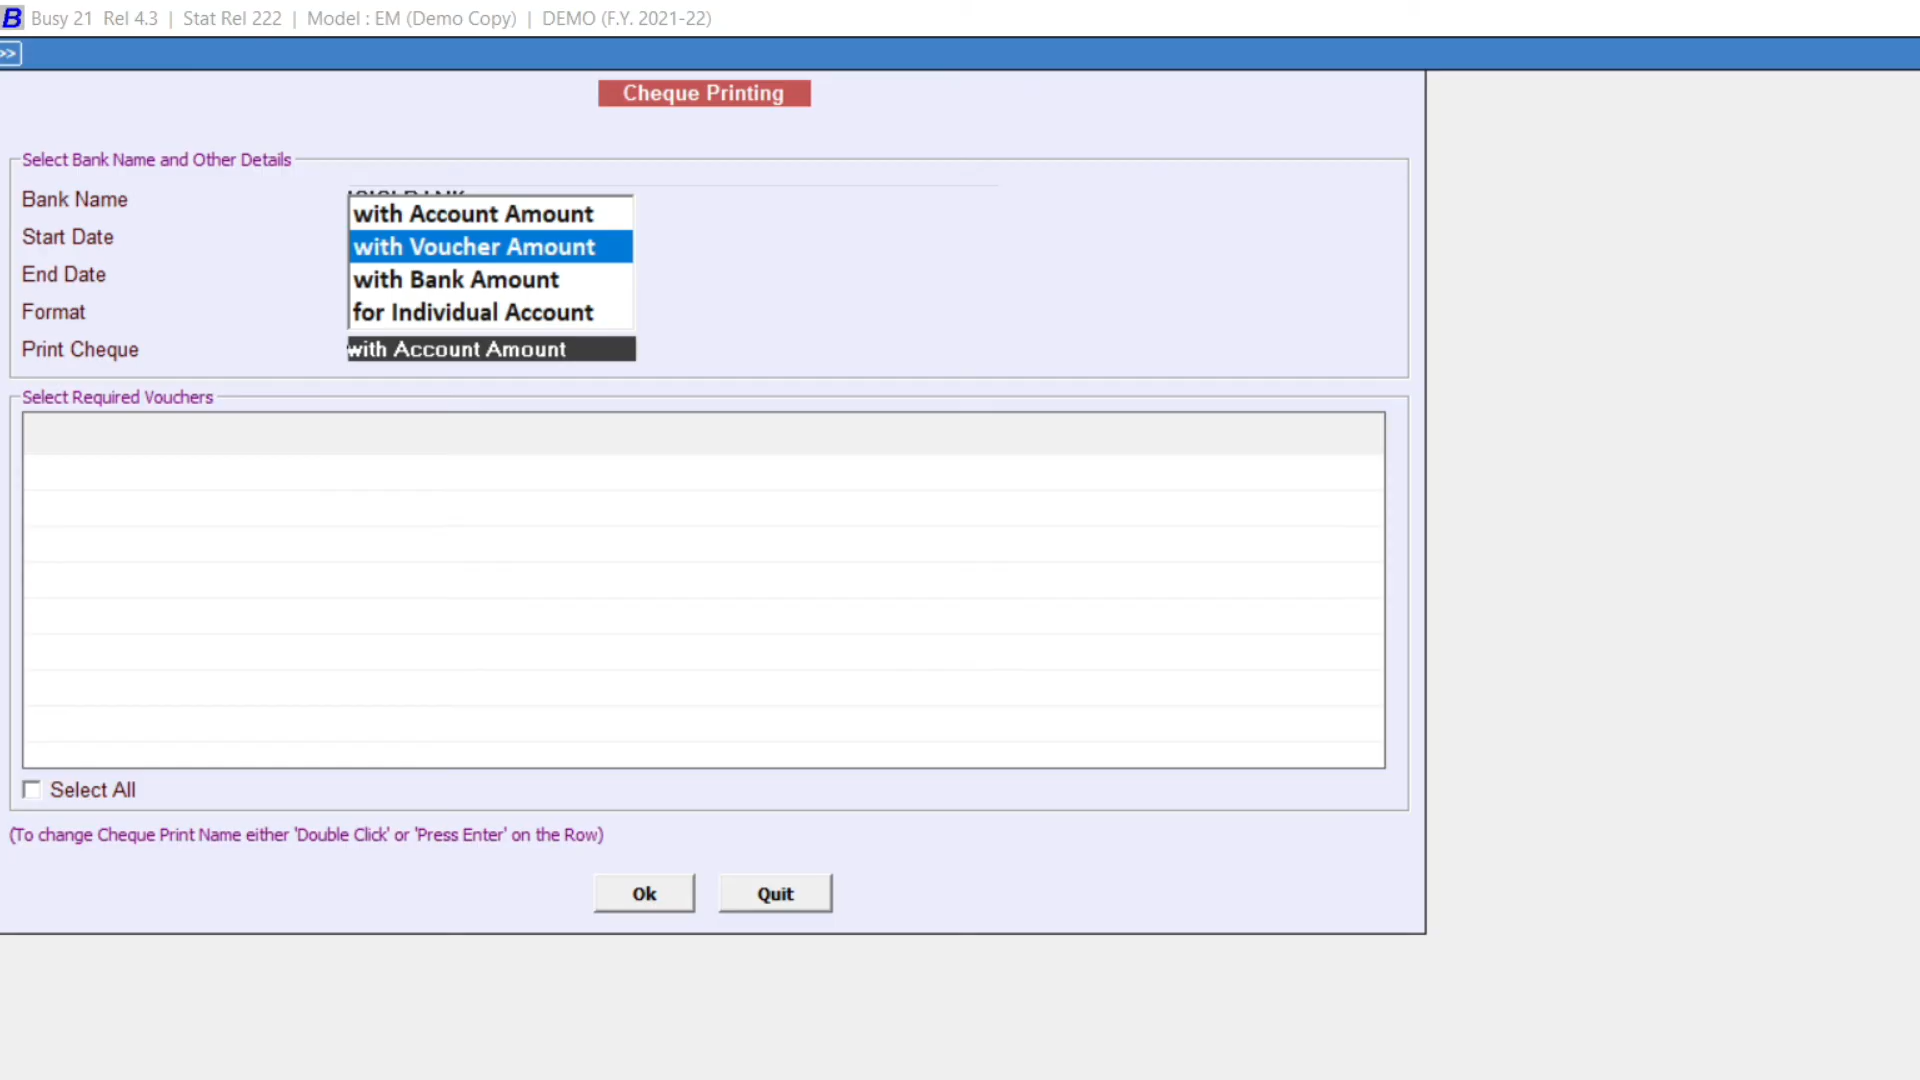 B Busy 21 Rel 4.3 | Stat Rel 222 | Model : EM (Demo Copy) | DEMO (F.Y. 2021-22)
>>
Cheque Printing
Select Bank Name and Other Details
Bank Name
Start Date
End Date
Format
Print Cheque
with Account Amount
with Voucher Amount
with Bank Amount
for Individual Account
with Account Amount
Select Required Vouchers
Select All
(To change Cheque Print Name either 'Double Click' or 'Press Enter' on the Row)
Ok Quit